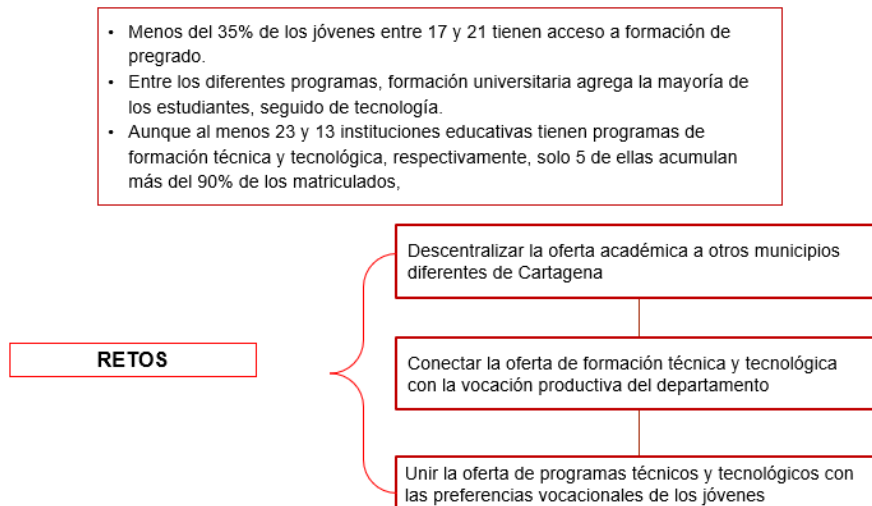 • Menos del 35% de los jóvenes entre 17 y 21 tienen acceso a formación de
pregrado.
• Entre los diferentes programas, formación universitaria agrega la mayoría de
los estudiantes, seguido de tecnología.
• Aunque al menos 23 y 13 instituciones educativas tienen programas de
formación técnica y tecnológica, respectivamente, solo 5 de ellas acumulan
más del 90% de los matriculados,
RETOS
Descentralizar la oferta académica a otros municipios
diferentes de Cartagena
Conectar la oferta de formación técnica y tecnológica
con la vocación productiva del departamento
Unir la oferta de programas técnicos y tecnológicos con
las preferencias vocacionales de los jóvenes